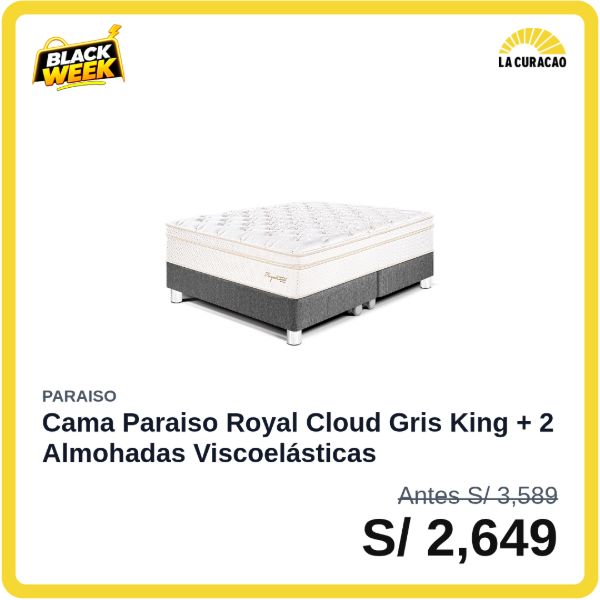 BLACK
WEEK
LA CURACAO
PARAISO
Cama Paraiso Royal Cloud Gris King + 2
Almohadas Viscoelásticas
Antes S/ 3,589
S/ 2,649